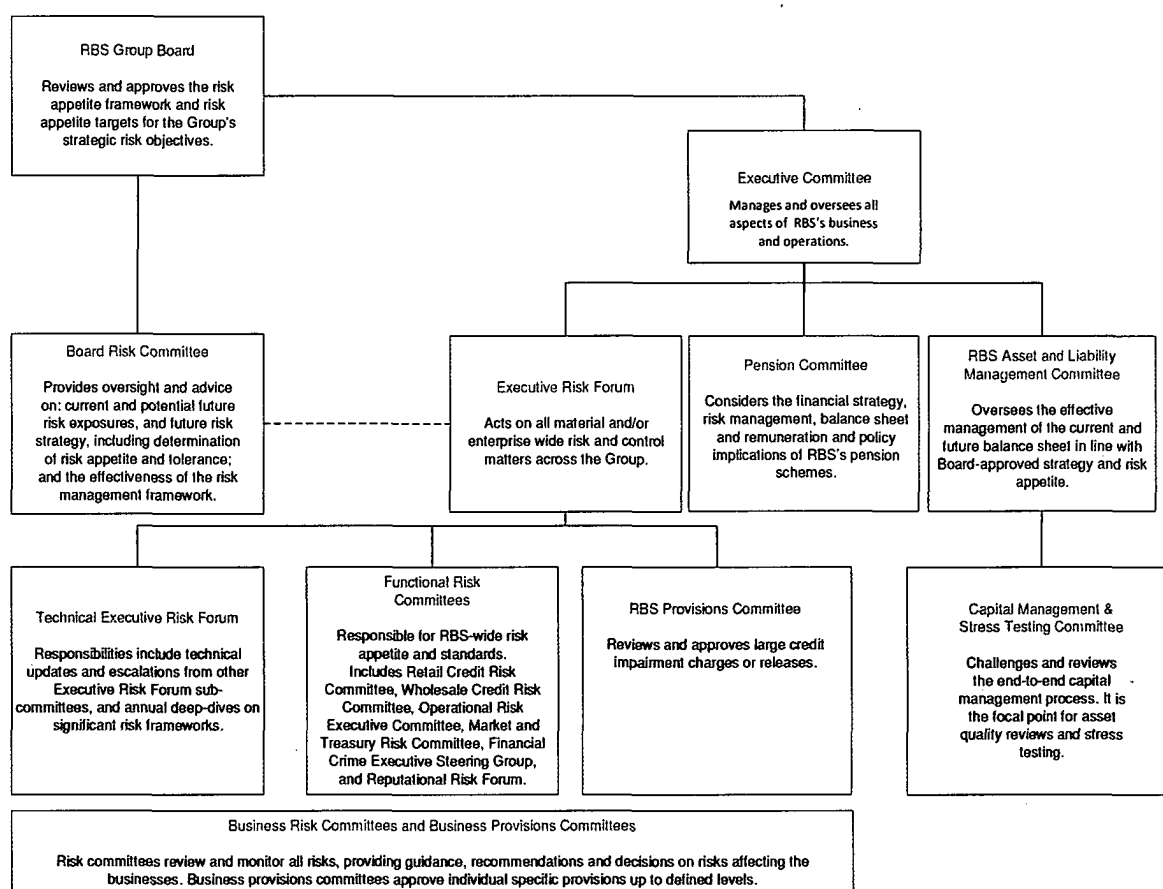 RBS Group Board
Reviews and approves the risk
appetite framework and risk
appetite targets for the Group's
strategic risk objectives.
Executive Committee
Manages and oversees all
aspects of RBS's business
and operations.
Board Risk Committee
Provides oversight and advice
on: current and potential future
risk exposures, and future risk
strategy, including determination
of risk appetite and tolerance;
and the effectiveness of the risk
management framework.
Executive Risk Forum
Acts on all material and/or
enterprise wide risk and control
matters across the Group.
Pension Committee
Considers the financial strategy,
risk management, balance sheet
and remuneration and policy
implications of RBS's pension
schemes.
RBS Asset and Liability
Management Committee
Oversees the effective
management of the current and
future balance sheet in line with
Board-approved strategy and risk
appetite.
Technical Executive Risk Forum
Responsibilities include technical
updates and escalations from other
Executive Risk Forum sub-
committees, and annual deep-dives on
significant risk frameworks.
Functional Risk
Committees
Responsible for RBS-wide risk
appetite and standards.
Includes Retail Credit Risk
Committee, Wholesale Credit Risk
Committee, Operational Risk
Executive Committee, Market and
Treasury Risk Committee, Financial
Crime Executive Steering Group,
and Reputational Risk Forum.
RBS Provisions Committee
Reviews and approves large credit
impairment charges or releases.
Capital Management &
Stress Testing Committee
Challenges and reviews
the end-to-end capital
management process. It is
the focal point for asset
quality reviews and stress
testing.
Business Risk Committees and Business Provisions Committees
Risk committees review and monitor all risks, providing guidance, recommendations and decisions on risks affecting the
businesses. Business provisions committees approve individual specific provisions up to defined levels.